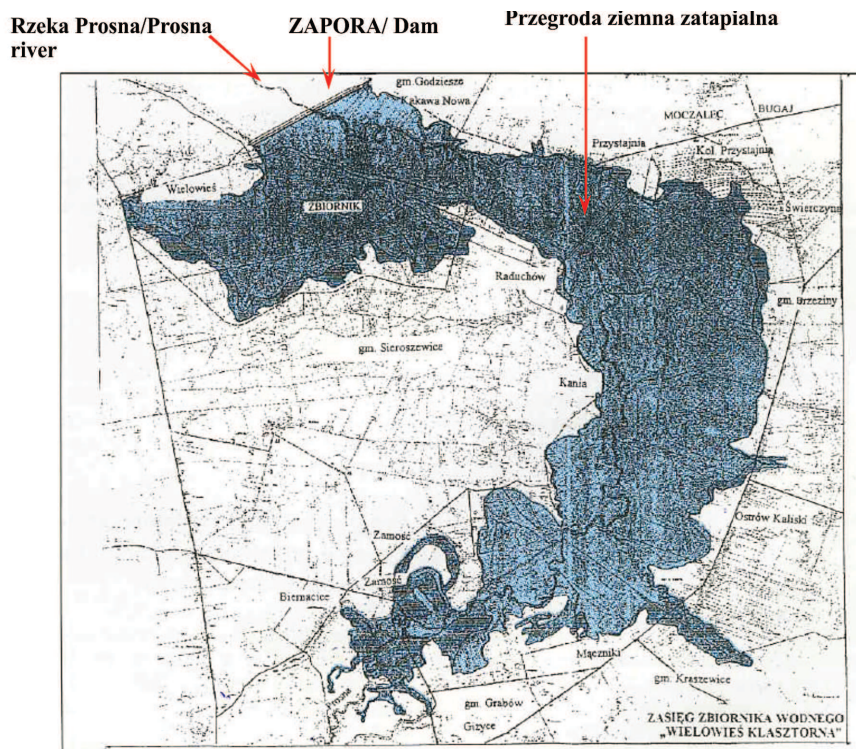 Rzeka Prosna/Prosna
river
ZAPORA/ Dam
Przegroda ziemna zatapialna
gm. Godziesze
Kakawa Nowa
MOCZALEC
BUGAJ
Przystajnia
Kol. Przystajnia
Wielowieś
ZBIORNIK
Świerczyna
Raduchów
gm. Brzeziny
gm. Sieroszewice
Kania
Ostrów Kaliski
Zamość
Zamość
Biernacice
Mączniki
gm. Kraszewice
gm. Grabów
Giżyce
ZASIĘG ZBIORNIKA WODNEGO
„WIELOWIEŚ KLASZTORNA"